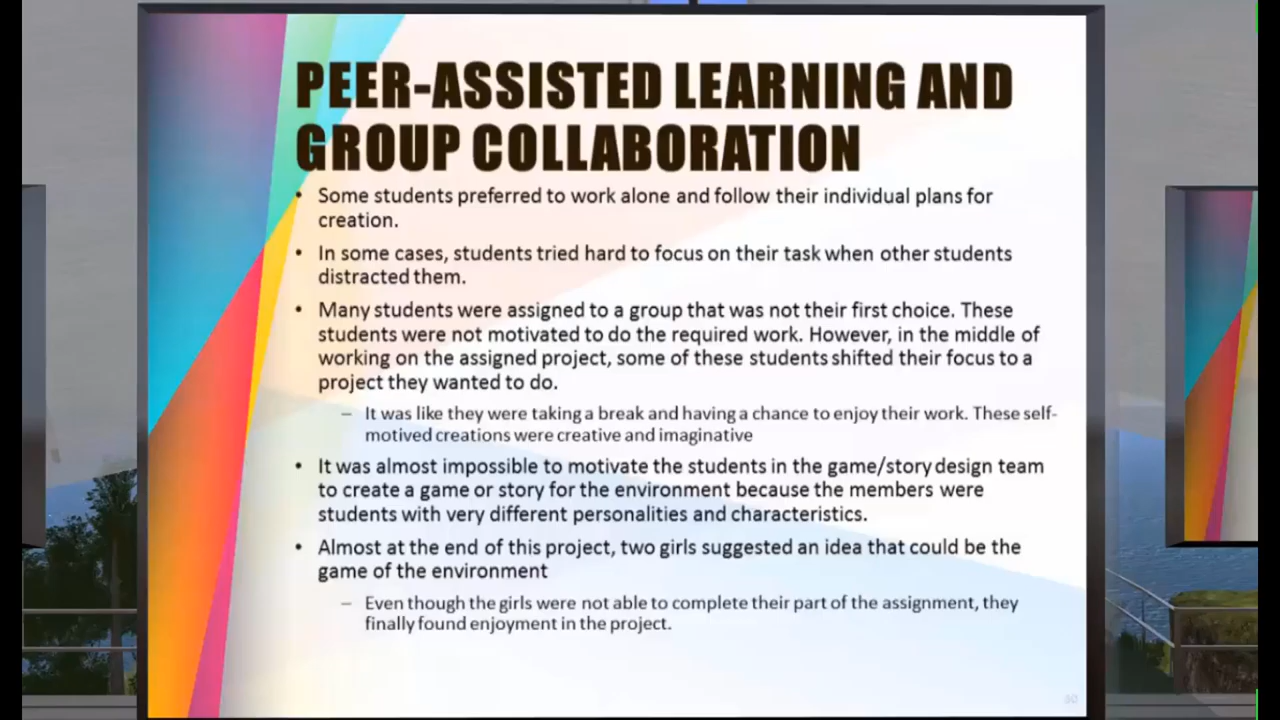 PEER-ASSISTED LEARNING AND
GROUP COLLABORATION
• Some students preferred to work alone and follow their individual plans for
creation.
• In some cases, students tried hard to focus on their task when other students
distracted them.
• Many students were assigned to a group that was not their first choice. These
students were not motivated to do the required work. However, in the middle of
working on the assigned project, some of these students shifted their focus to a
project they wanted to do.
– It was like they were taking a break and having a chance to enjoy their work. These self-
motived creations were creative and imaginative
• It was almost impossible to motivate the students in the game/story design team
to create a game or story for the environment because the members were
students with very different personalities and characteristics.
• Almost at the end of this project, two girls suggested an idea that could be the
game of the environment
– Even though the girls were not able to complete their part of the assignment, they
finally found enjoyment in the project.